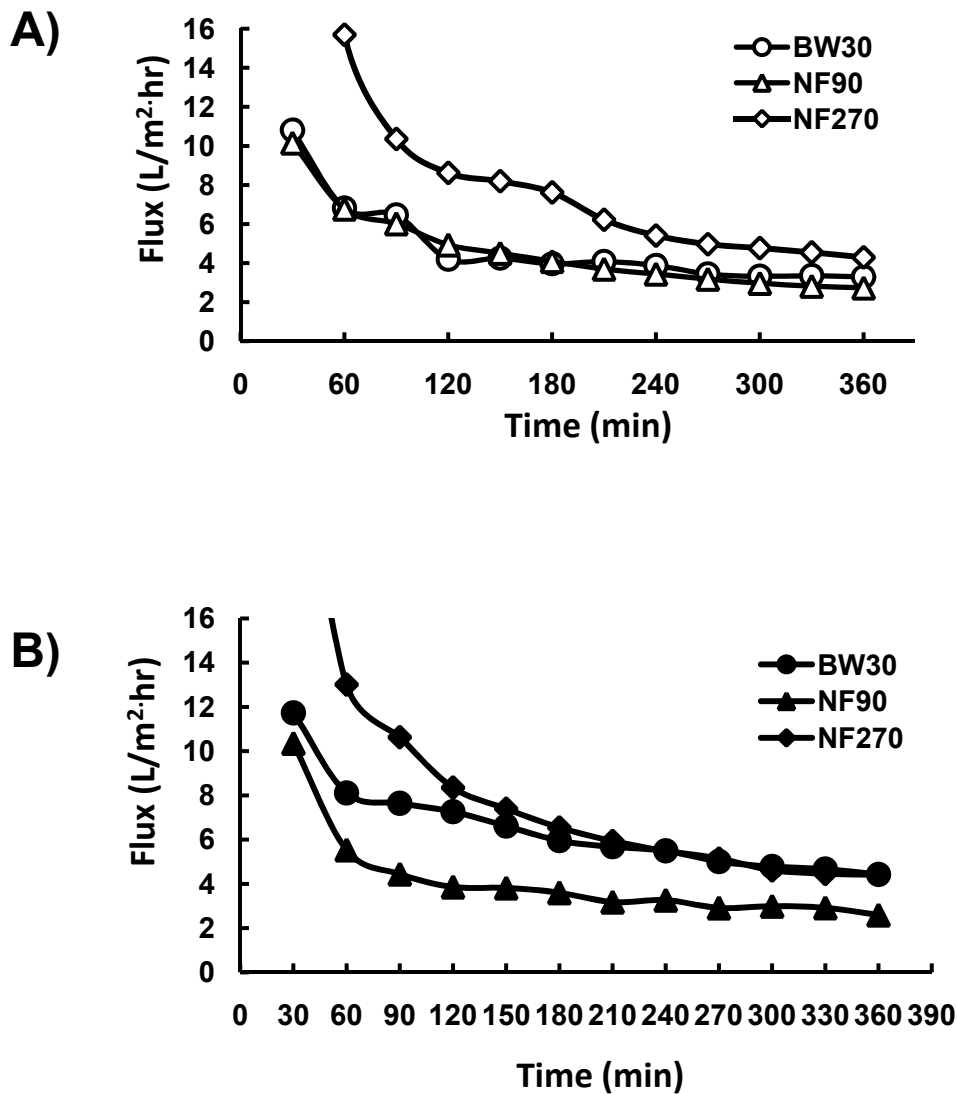 A)
Flux (L/m²·hr)
16
14
12
10
8
6
4
2
0
BW30
NF90
NF270
0 60 120 180 240 300 360
Time (min)
B)
Flux (L/m²·hr)
16
14
12
10
8
6
4
2
0
BW30
NF90
NF270
0 30 60 90 120 150 180 210 240 270 300 330 360 390
Time (min)